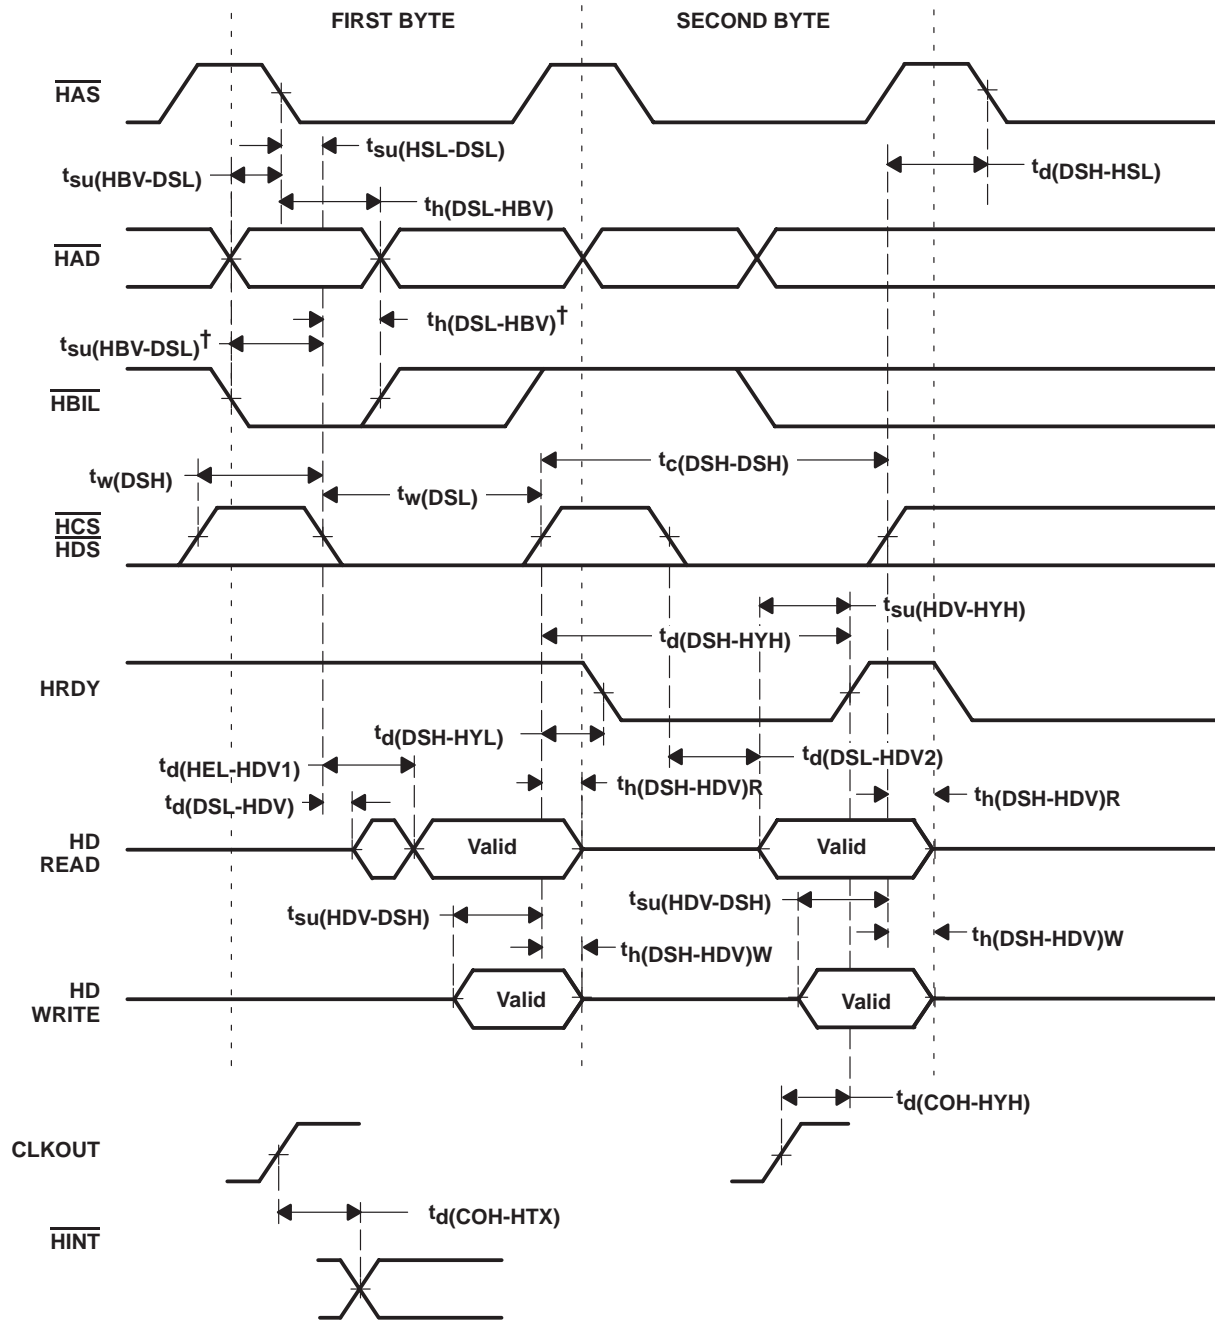 FIRST BYTE SECOND BYTE
HAS
tsu(HSL-DSL)
tsu(HBV-DSL)
td(DSH-HSL)
th(DSL-HBV)
HAD
th(DSL-HBV)†
tsu(HBV-DSL)†
HBIL
tc(DSH-DSH)
tw(DSH)
tw(DSL)
HCS
HDS
tsu(HDV-HYH)
td(DSH-HYH)
HRDY
td(DSH-HYL)
td(DSL-HDV2)
td(HEL-HDV1)
th(DSH-HDV)R
th(DSH-HDV)R
td(DSL-HDV)
HD
READ
Valid Valid
tsu(HDV-DSH) tsu(HDV-DSH)
th(DSH-HDV)W th(DSH-HDV)W
HD
WRITE
Valid Valid
td(COH-HYH)
CLKOUT
td(COH-HTX)
HINT